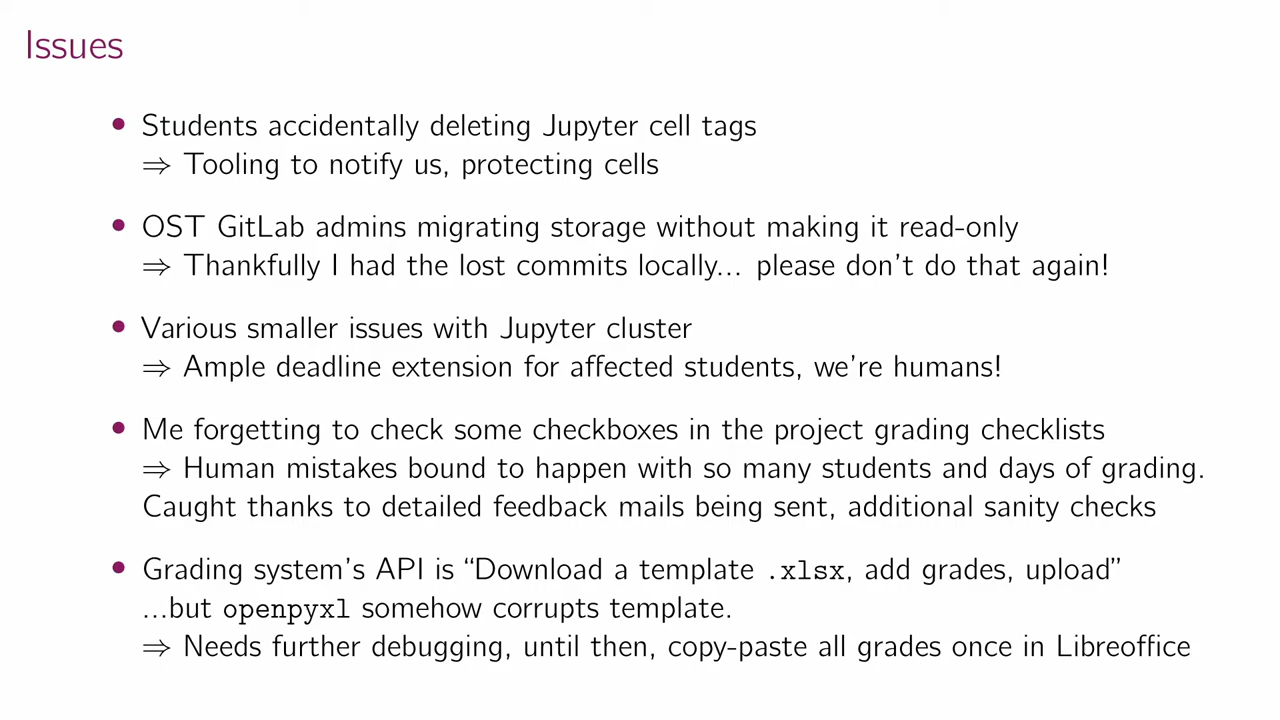 Issues
• Students accidentally deleting Jupyter cell tags
⇒ Tooling to notify us, protecting cells
• OST GitLab admins migrating storage without making it read-only
⇒ Thankfully I had the lost commits locally... please don't do that again!
• Various smaller issues with Jupyter cluster
⇒ Ample deadline extension for affected students, we're humans!
• Me forgetting to check some checkboxes in the project grading checklists
⇒ Human mistakes bound to happen with so many students and days of grading.
Caught thanks to detailed feedback mails being sent, additional sanity checks
• Grading system's API is “Download a template .xlsx, add grades, upload”
...but openpyxl somehow corrupts template.
⇒ Needs further debugging, until then, copy-paste all grades once in Libreoffice